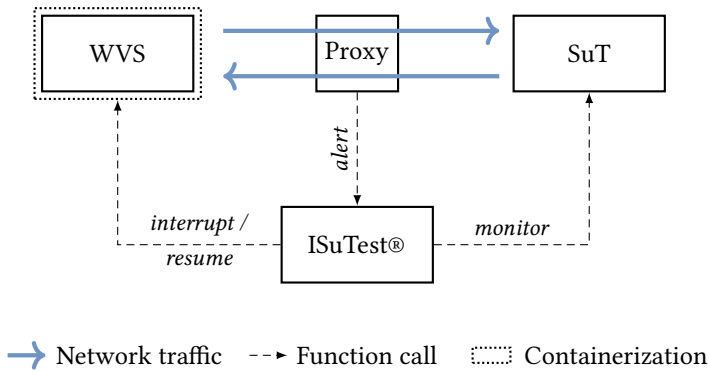 WVS
Proxy
SuT
alert
interrupt /
resume
ISuTest®
monitor
Network traffic
Function call
Containerization